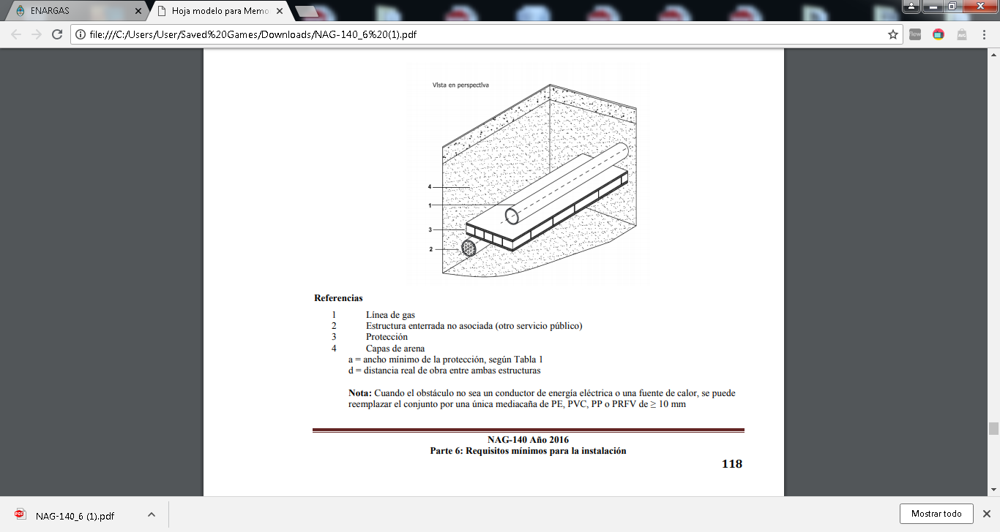 ENARGAS
Hoja modelo para Memo
file:///C:/Users/User/Saved%20Games/Downloads/NAG-140_6%20(1).pdf
flow
AVG
Vista en perspectiva
4
1
3
2
Referencias
1 Línea de gas
2 Estructura enterrada no asociada (otro servicio público)
3 Protección
4 Capas de arena
a = ancho mínimo de la protección, según Tabla 1
d = distancia real de obra entre ambas estructuras
Nota: Cuando el obstáculo no sea un conductor de energía eléctrica o una fuente de calor, se puede
reemplazar el conjunto por una única mediacaña de PE, PVC, PP o PRFV de ≥ 10 mm
NAG-140 Año 2016
Parte 6: Requisitos mínimos para la instalación
118
PDF
NAG-140_6 (1).pdf
Mostrar todo